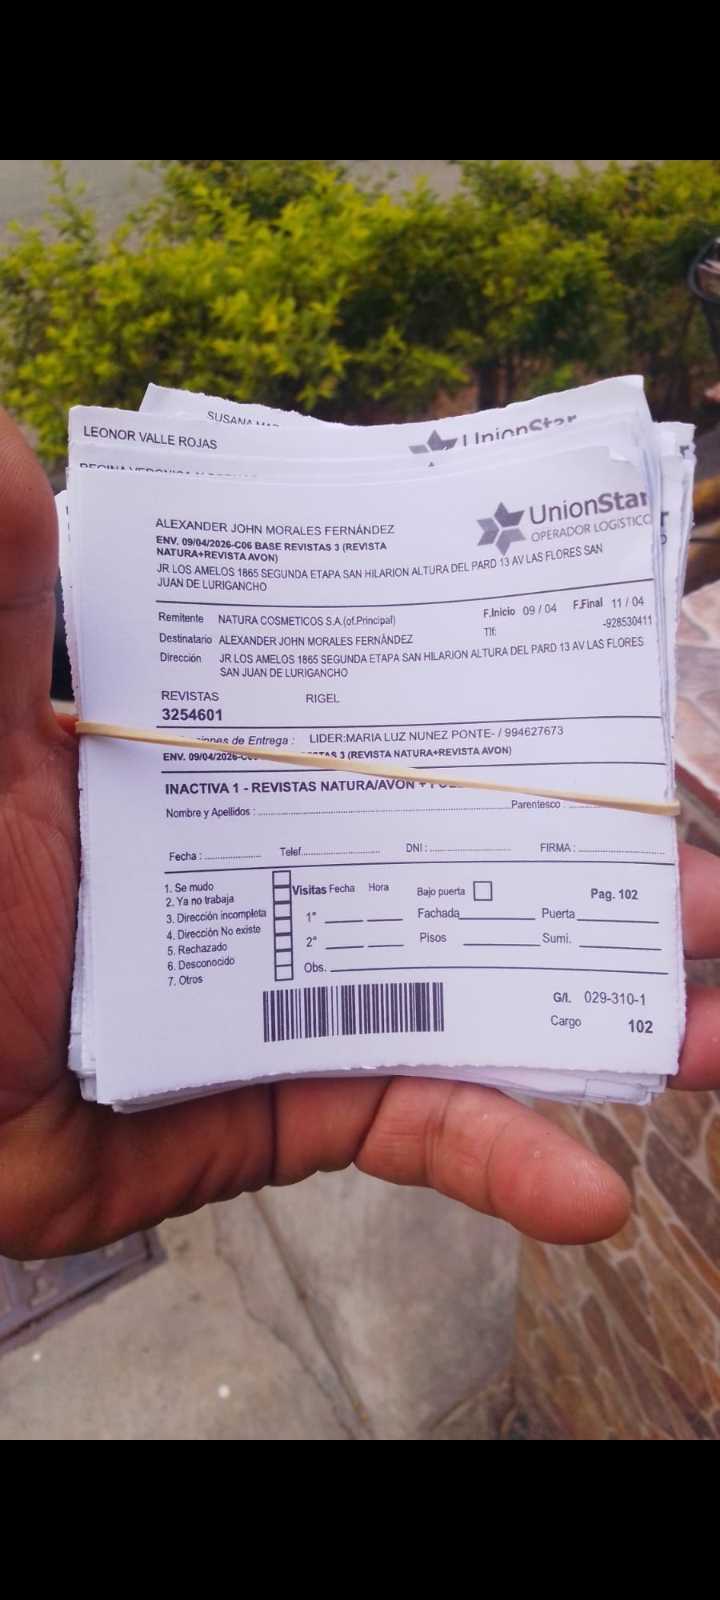 SUSANA
LEONOR VALLE ROJAS
UnionStar
UnionStar
OPERADOR LOGÍSTICO
ALEXANDER JOHN MORALES FERNÁNDEZ
ENV. 09/04/2026-C06 BASE REVISTAS 3 (REVISTA
NATURA+REVISTA AVON)
JR LOS AMELOS 1865 SEGUNDA ETAPA SAN HILARION ALTURA DEL PARD 13 AV LAS FLORES SAN
JUAN DE LURIGANCHO
Remitente NATURA COSMETICOS S.A.(of.Principal) F.Inicio 09 / 04 F.Final 11 / 04
Destinatario ALEXANDER JOHN MORALES FERNÁNDEZ Tlf: -928530411
Dirección JR LOS AMELOS 1865 SEGUNDA ETAPA SAN HILARION ALTURA DEL PARD 13 AV LAS FLORES
SAN JUAN DE LURIGANCHO
REVISTAS RIGEL
3254601
de Entrega : LIDER:MARIA LUZ NUNEZ PONTE- / 994627673
ENV. 09/04/2026- 3 (REVISTA NATURA+REVISTA AVON)
INACTIVA 1 - REVISTAS NATURA/AVON +
Nombre y Apellidos : Parentesco :
Fecha : Telef. DNI : FIRMA :
1. Se mudo
2. Ya no trabaja
3. Dirección incompleta
4. Dirección No existe
5. Rechazado
6. Desconocido
7. Otros
Visitas Fecha Hora Bajo puerta Pag. 102
1° Fachada Puerta
2° Pisos Sumi.
Obs.
G/I. 029-310-1
Cargo 102